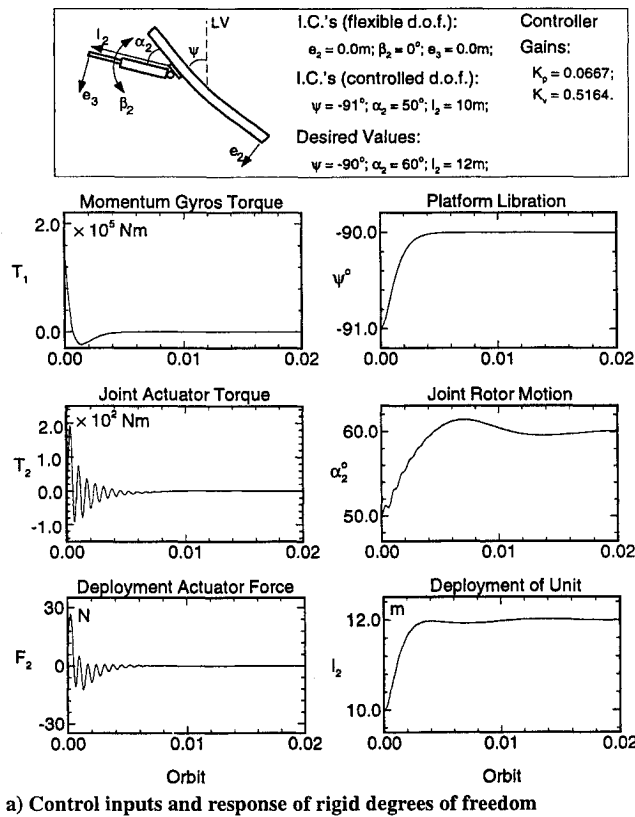 LV
l₂
α₂
ψ
e₃
β₂
e₂
I.C.'s (flexible d.o.f.):
e₂ = 0.0m; β₂ = 0°; e₃ = 0.0m;
I.C.'s (controlled d.o.f.):
ψ = -91°; α₂ = 50°; l₂ = 10m;
Desired Values:
ψ = -90°; α₂ = 60°; l₂ = 12m;
Controller
Gains:
Kₚ = 0.0667;
Kᵥ = 0.5164.
Momentum Gyros Torque
2.0
× 10⁵ Nm
T₁
0.0
0.00 0.01 0.02
Platform Libration
-90.0
ψ°
-91.0
0.00 0.01 0.02
Joint Actuator Torque
2.0
× 10² Nm
1.0
T₂
0.0
-1.0
0.00 0.01 0.02
Joint Rotor Motion
60.0
α₂°
50.0
0.00 0.01 0.02
Deployment Actuator Force
30
N
F₂
0
-30
0.00 0.01 0.02
Orbit
Deployment of Unit
m
12.0
l₂
10.0
0.00 0.01 0.02
Orbit
a) Control inputs and response of rigid degrees of freedom